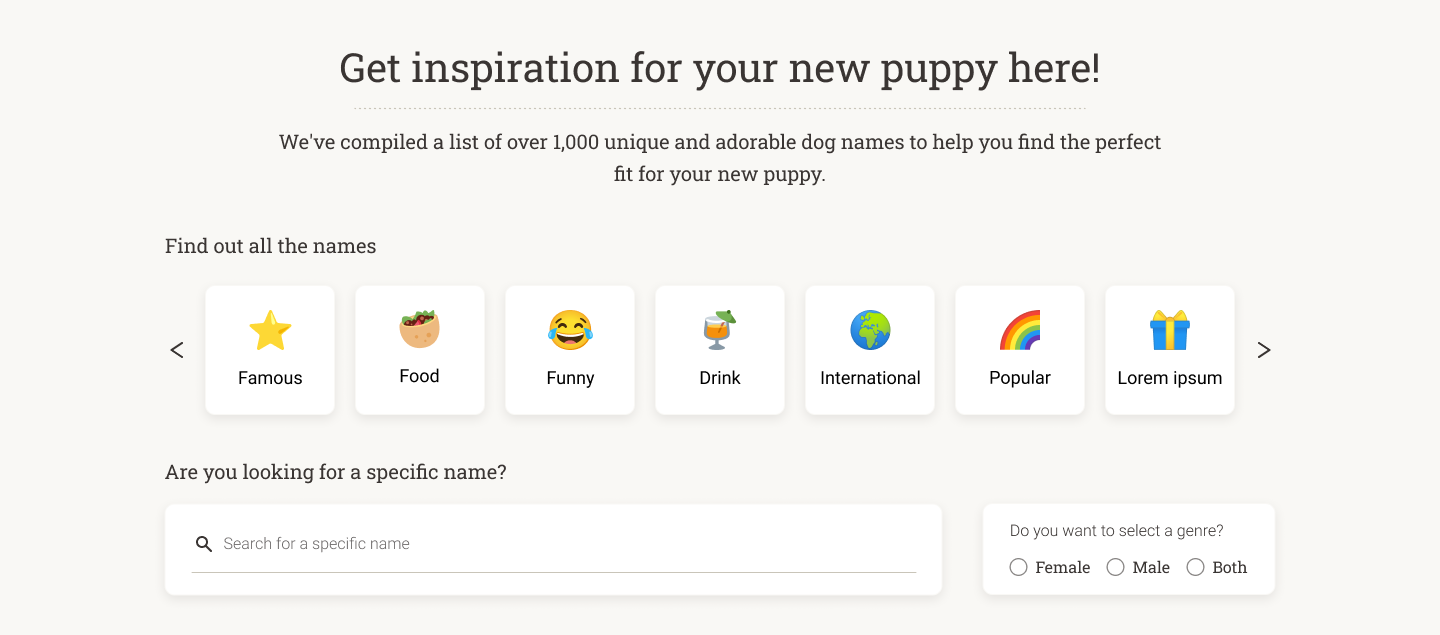 Get inspiration for your new puppy here!
We've compiled a list of over 1,000 unique and adorable dog names to help you find the perfect
fit for your new puppy.
Find out all the names
<
Famous
Food
Funny
Drink
International
Popular
Lorem ipsum
>
Are you looking for a specific name?
Search for a specific name
Do you want to select a genre?
Female
Male
Both